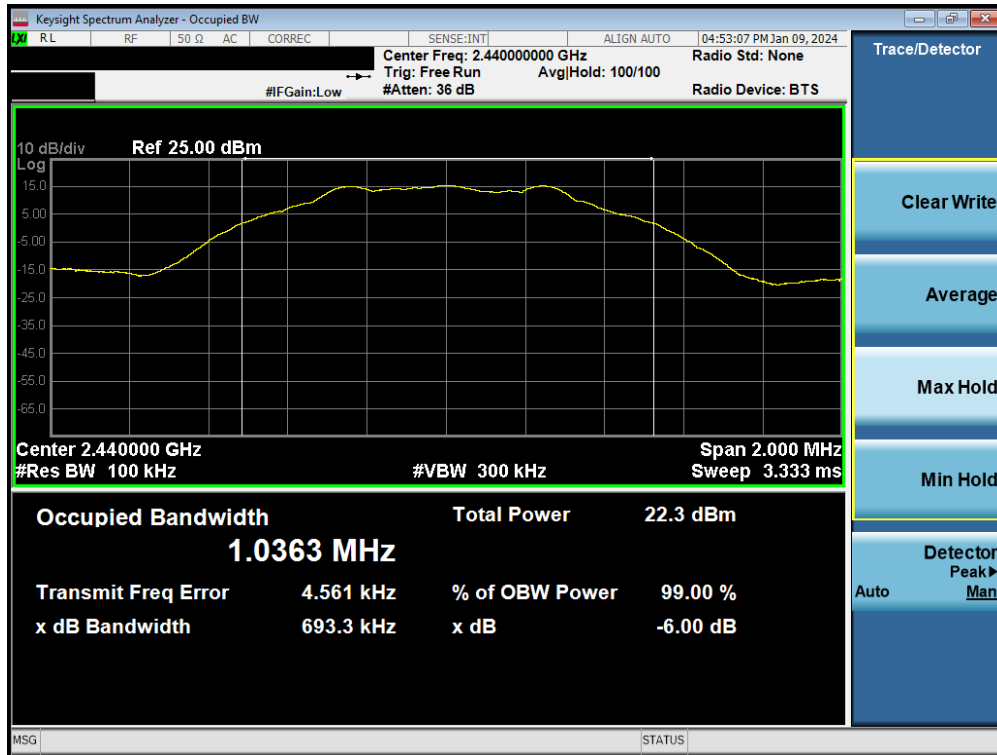 Keysight Spectrum Analyzer - Occupied BW
LXI RL RF 50 Ω AC CORREC SENSE:INT ALIGN AUTO 04:53:07 PM Jan 09, 2024
Center Freq: 2.440000000 GHz Radio Std: None
Trig: Free Run Avg|Hold: 100/100
#IFGain:Low #Atten: 36 dB Radio Device: BTS
10 dB/div Ref 25.00 dBm
Log
15.0
5.00
-5.00
-15.0
-25.0
-35.0
-45.0
-55.0
-65.0
Center 2.440000 GHz Span 2.000 MHz
#Res BW 100 kHz #VBW 300 kHz Sweep 3.333 ms
Occupied Bandwidth Total Power 22.3 dBm
1.0363 MHz
Transmit Freq Error 4.561 kHz % of OBW Power 99.00 %
x dB Bandwidth 693.3 kHz x dB -6.00 dB
MSG STATUS
Trace/Detector
Clear Write
Average
Max Hold
Min Hold
Detector
Peak▶
Auto Man